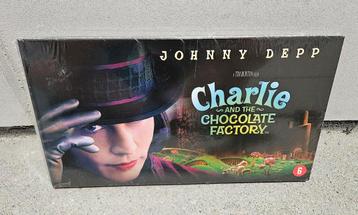 JOHNNY DEPP
A TIM BURTON FILM
Charlie
AND THE
CHOCOLATE
FACTORY
6